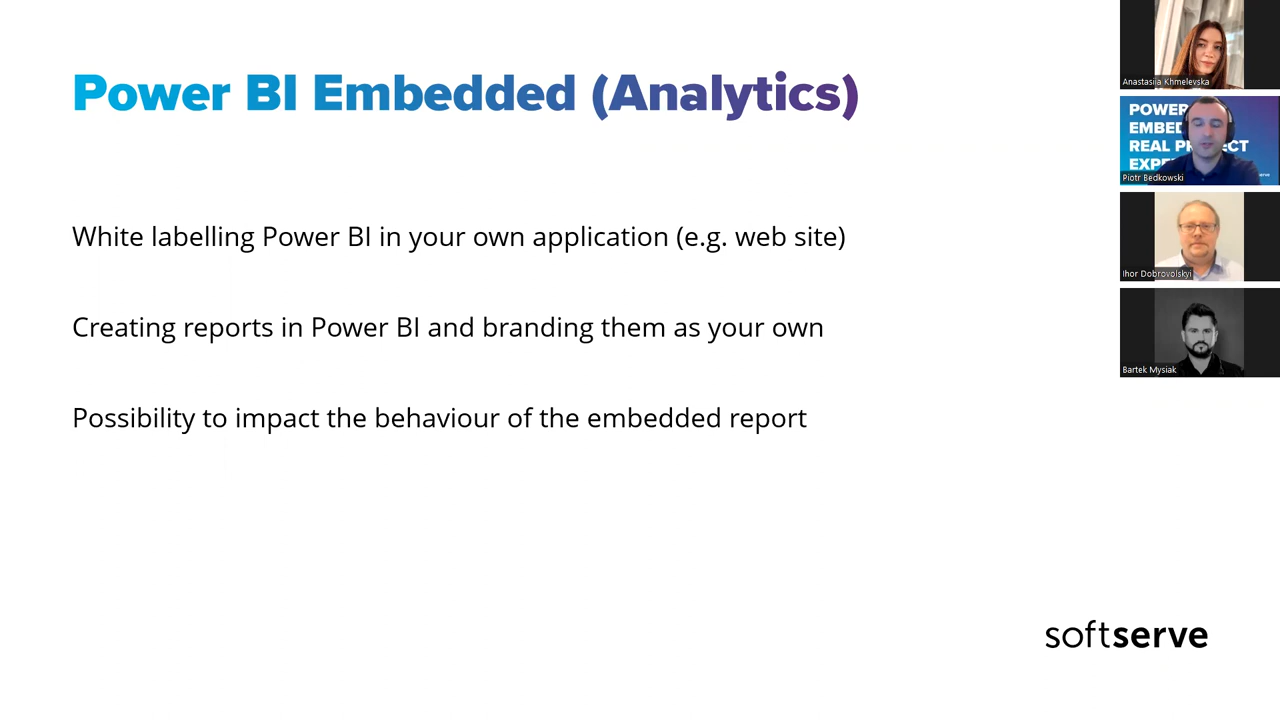 Power BI Embedded (Analytics)
White labelling Power BI in your own application (e.g. web site)
Creating reports in Power BI and branding them as your own
Possibility to impact the behaviour of the embedded report
softserve
Anastasiia Khmelevska
POWER
EMBED
REAL PR ECT
EXPE
Piotr Bedkowski
Ihor Dobrovolskyi
Bartek Mysiak